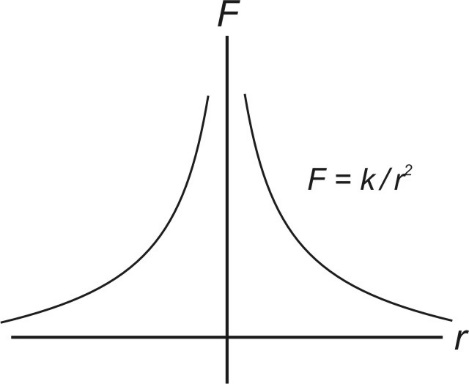 F
F = k/r²
r